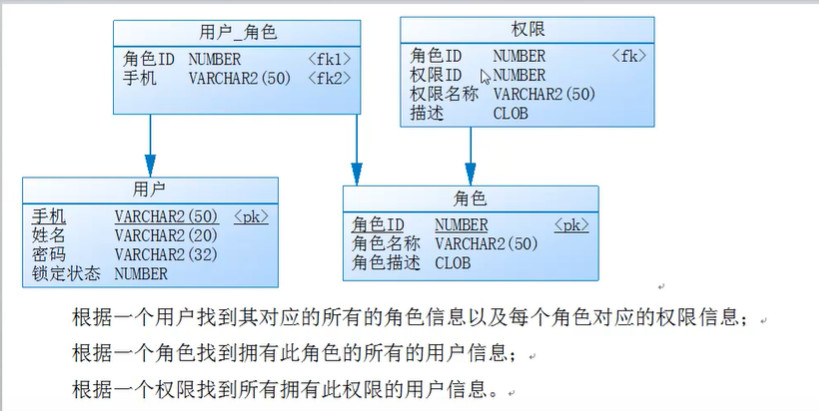 用户_角色
角色ID NUMBER <fk1>
手机 VARCHAR2(50) <fk2>
权限
角色ID NUMBER <fk>
权限ID NUMBER
权限名称 VARCHAR2(50)
描述 CLOB
用户
手机 VARCHAR2(50) <pk>
姓名 VARCHAR2(20)
密码 VARCHAR2(32)
锁定状态 NUMBER
角色
角色ID NUMBER <pk>
角色名称 VARCHAR2(50)
角色描述 CLOB
根据一个用户找到其对应的所有的角色信息以及每个角色对应的权限信息；
根据一个角色找到拥有此角色的所有的用户信息；
根据一个权限找到所有拥有此权限的用户信息。